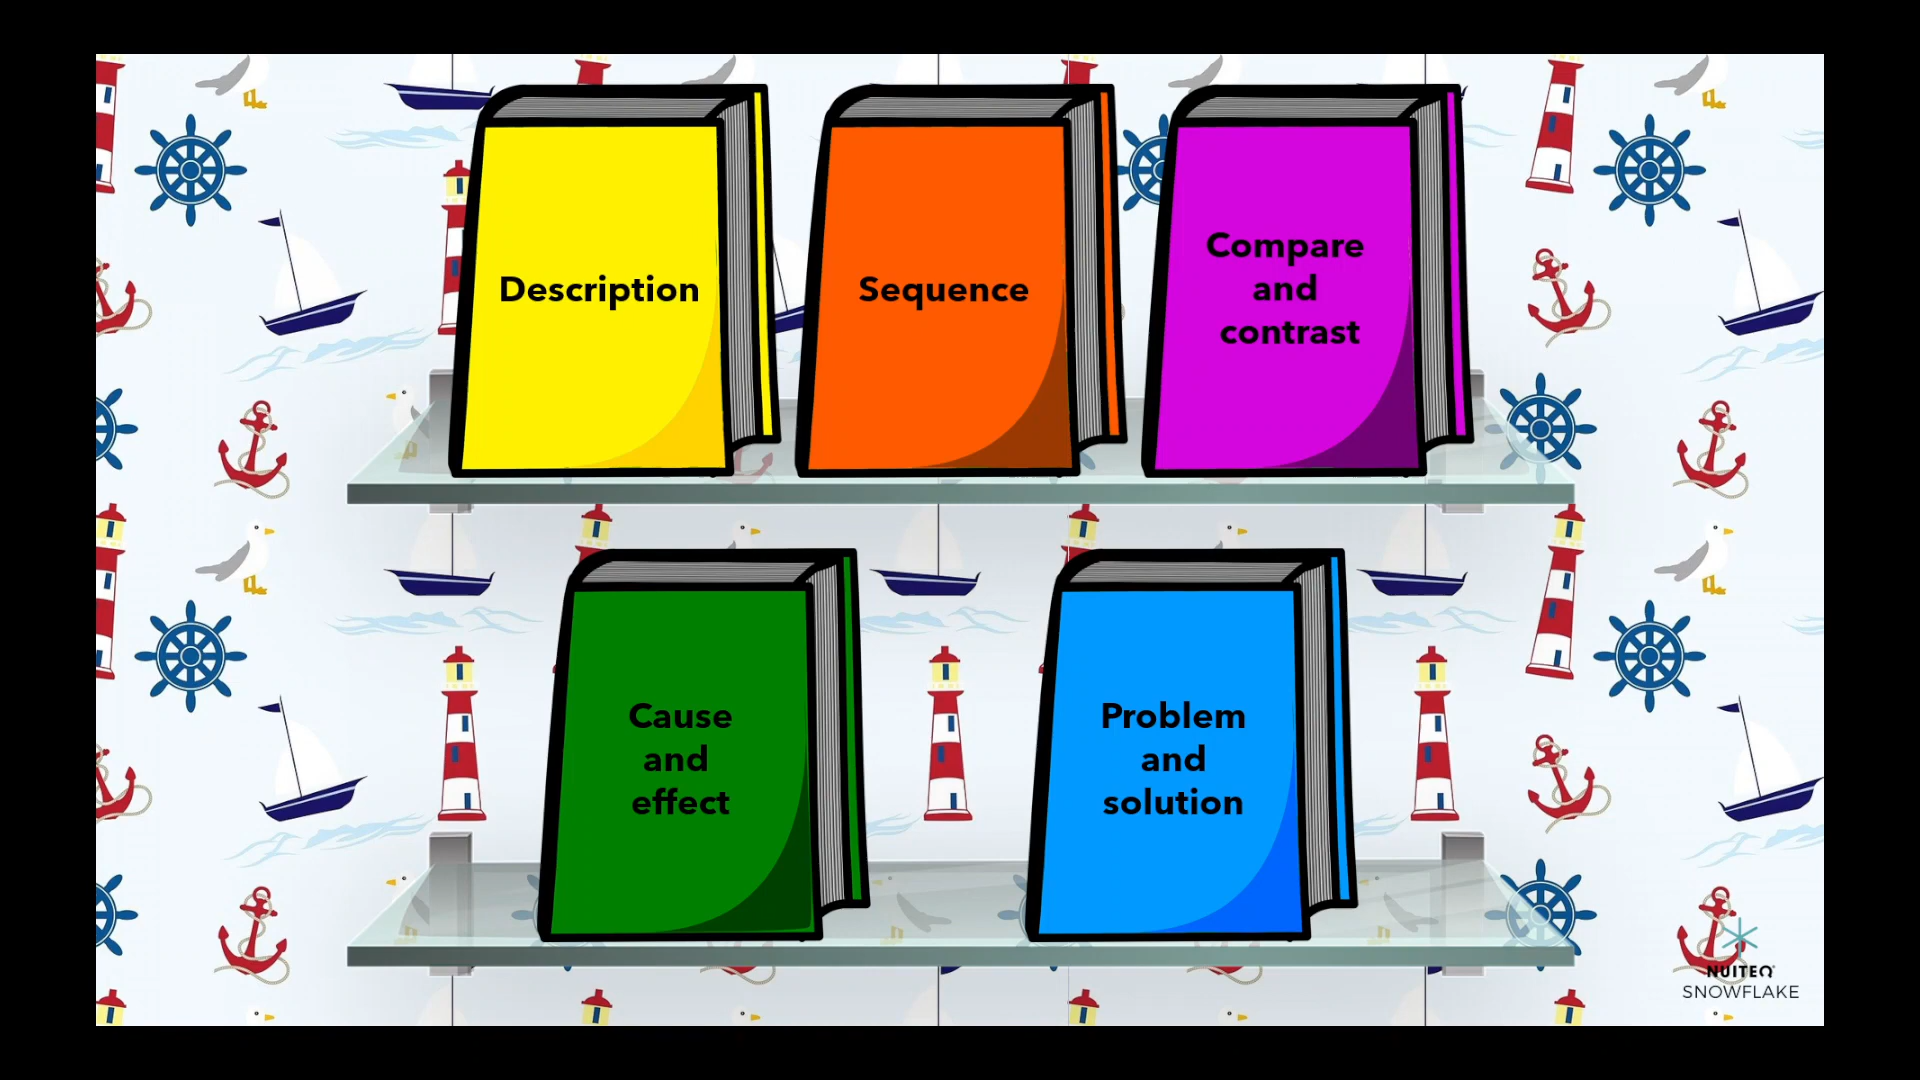 Description
Sequence
Compare
and
contrast
Cause
and
effect
Problem
and
solution
NUITEQ
SNOWFLAKE